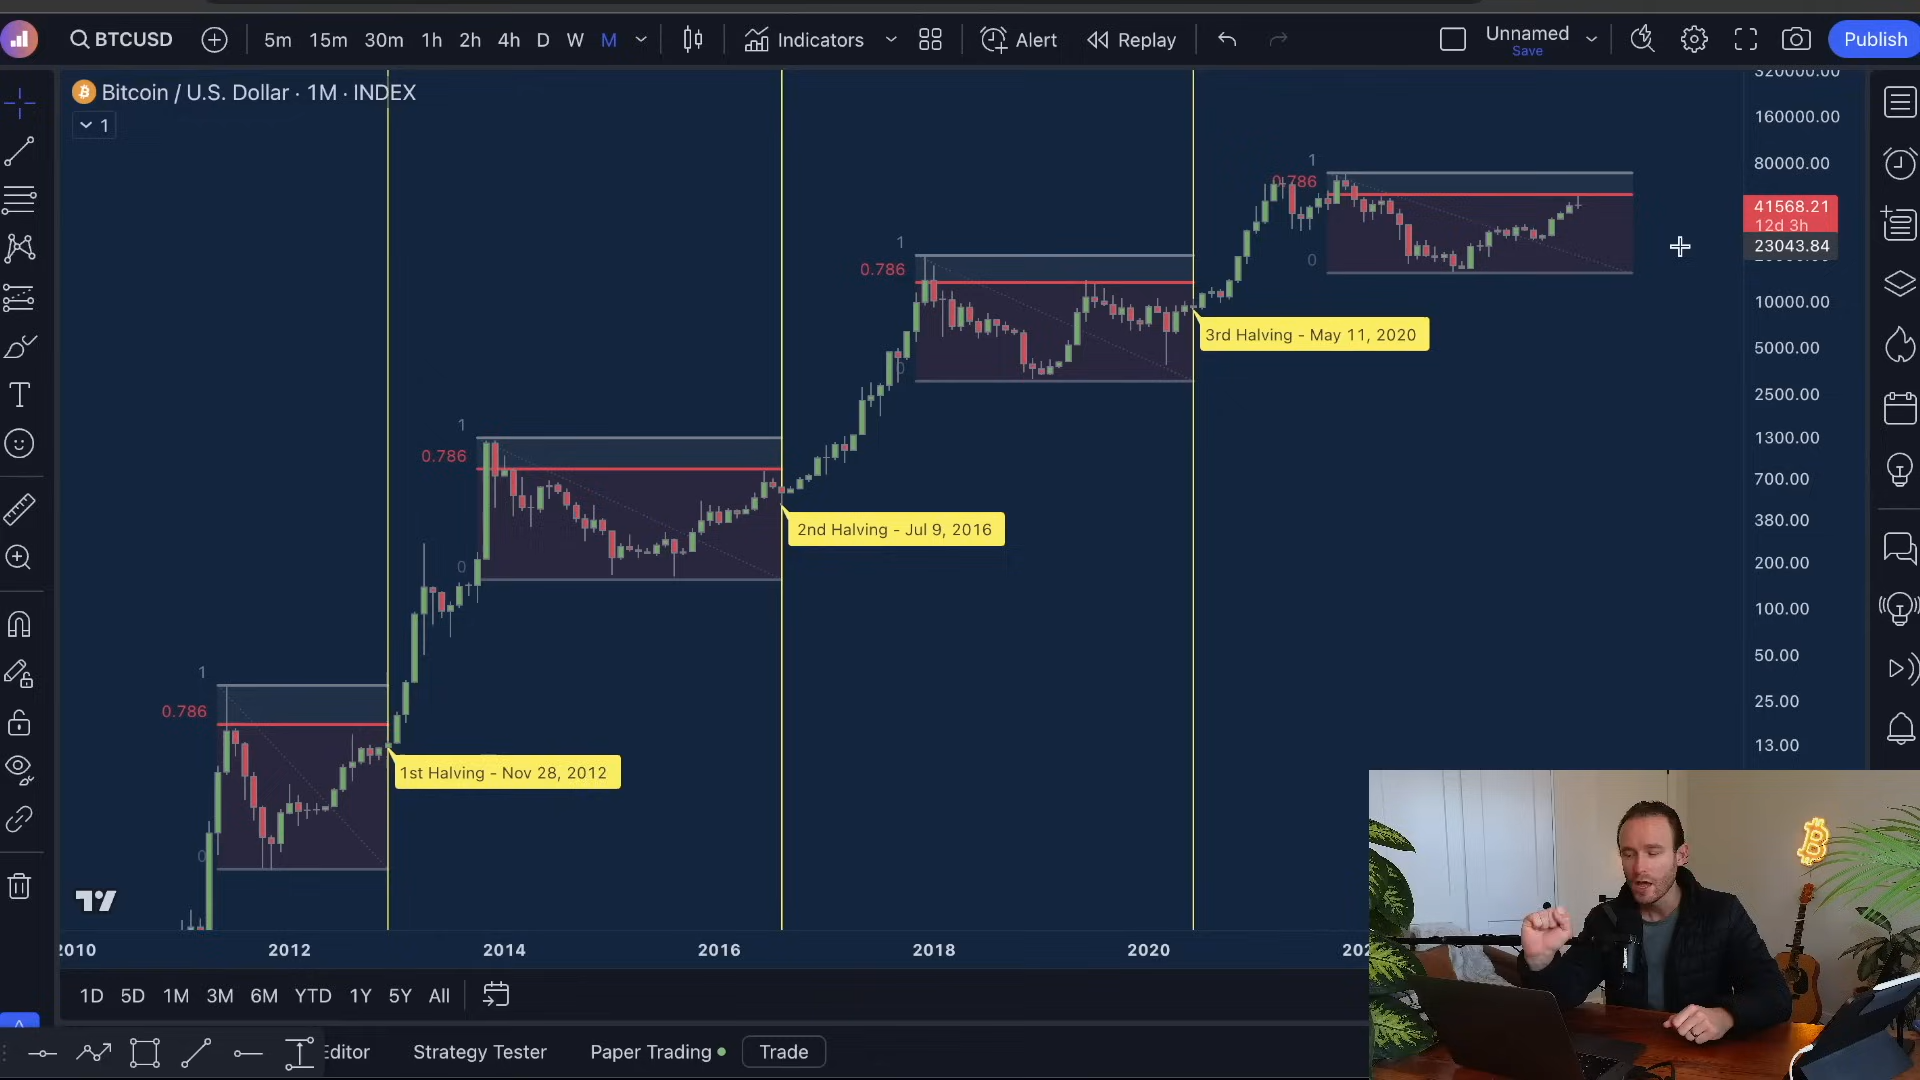 BTCUSD 5m 15m 30m 1h 2h 4h D W M Indicators Alert Replay Unnamed Publish
Save
Bitcoin / U.S. Dollar · 1M · INDEX
1
320000.00
160000.00
80000.00
41568.21
12d 3h
23043.84
10000.00
5000.00
2500.00
1300.00
700.00
380.00
200.00
100.00
50.00
25.00
13.00
1
0.786
0
1
0.786
0
3rd Halving - May 11, 2020
1
0.786
0
2nd Halving - Jul 9, 2016
1
0.786
0
1st Halving - Nov 28, 2012
2010 2012 2014 2016 2018 2020
1D 5D 1M 3M 6M YTD 1Y 5Y All
Strategy Tester Paper Trading Trade